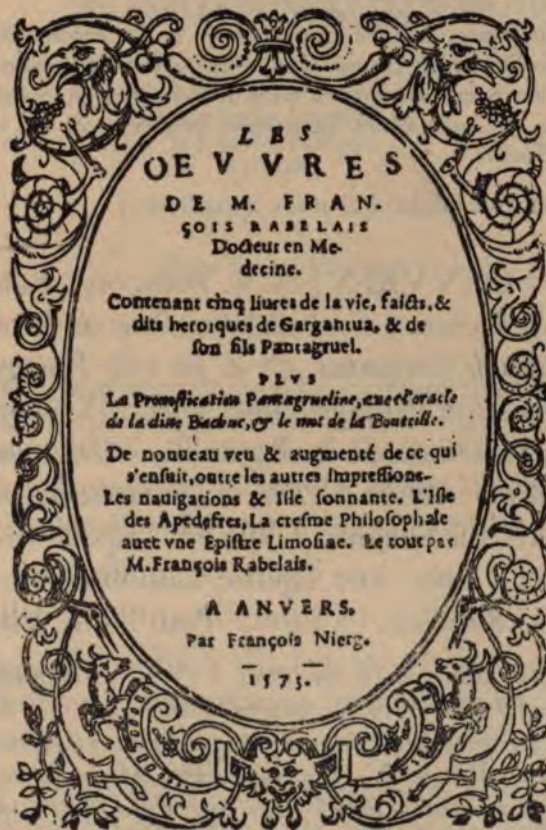 LES
OEVVRES
DE M. FRAN.
ÇOIS RABELAIS
Docteur en Me-
decine.
Contenant cinq liures de la vie, faicts, &
dits heroiques de Gargantua, & de
son fils Pantagruel.
PLVS
La Prognostication Pantagrueline, auec l'oracle
de la diue Bacbuc, & le mot de la Bouteille.
De nouueau veu & augmenté de ce qui
s'ensuit, outre les autres Impressions.
Les nauigations & Isle sonnante. L'Isle
des Apedefres, La cresme Philosophale
auec vne Epistre Limosine. Le tout par
M. François Rabelais.
A ANVERS,
Par François Nierg.
1573.